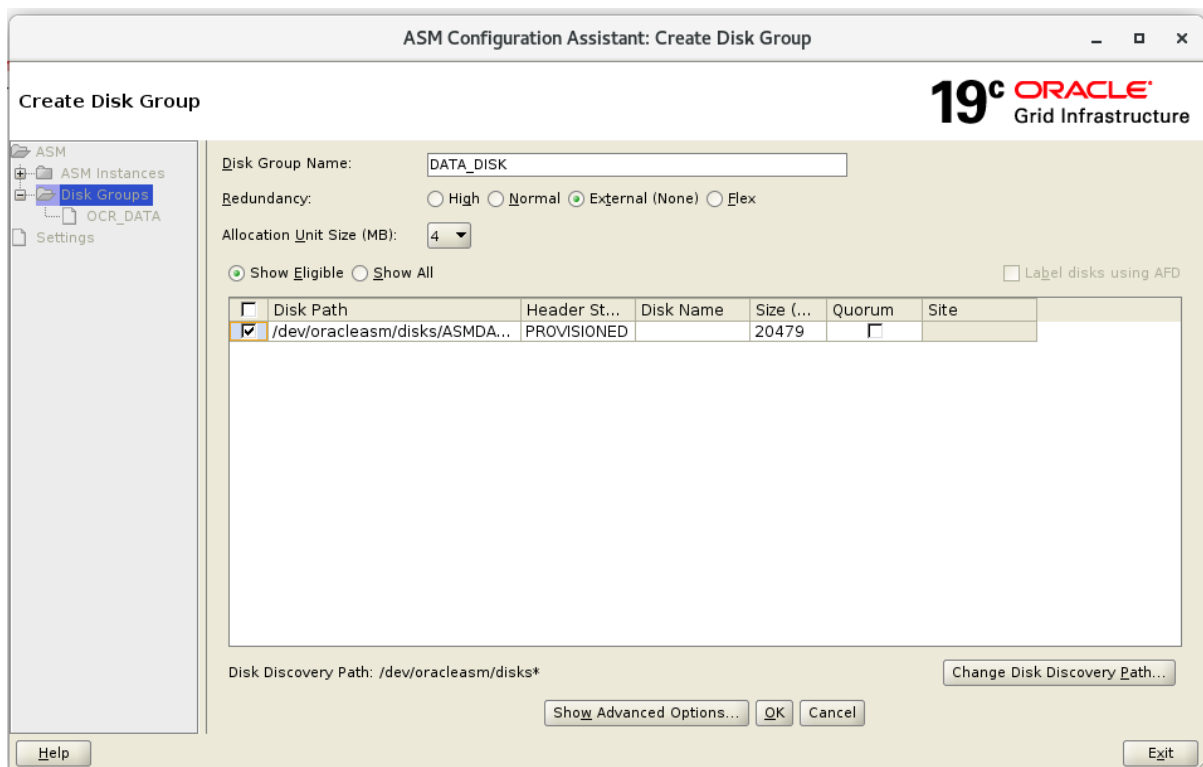 ASM Configuration Assistant: Create Disk Group
Create Disk Group
19c ORACLE Grid Infrastructure
ASM
ASM Instances
Disk Groups
OCR_DATA
Settings
Disk Group Name: DATA_DISK
Redundancy: High Normal External (None) Flex
Allocation Unit Size (MB): 4
Show Eligible Show All Label disks using AFD
Disk Path Header St... Disk Name Size (... Quorum Site
/dev/oracleasm/disks/ASMDA... PROVISIONED 20479
Disk Discovery Path: /dev/oracleasm/disks* Change Disk Discovery Path...
Show Advanced Options... OK Cancel
Help Exit